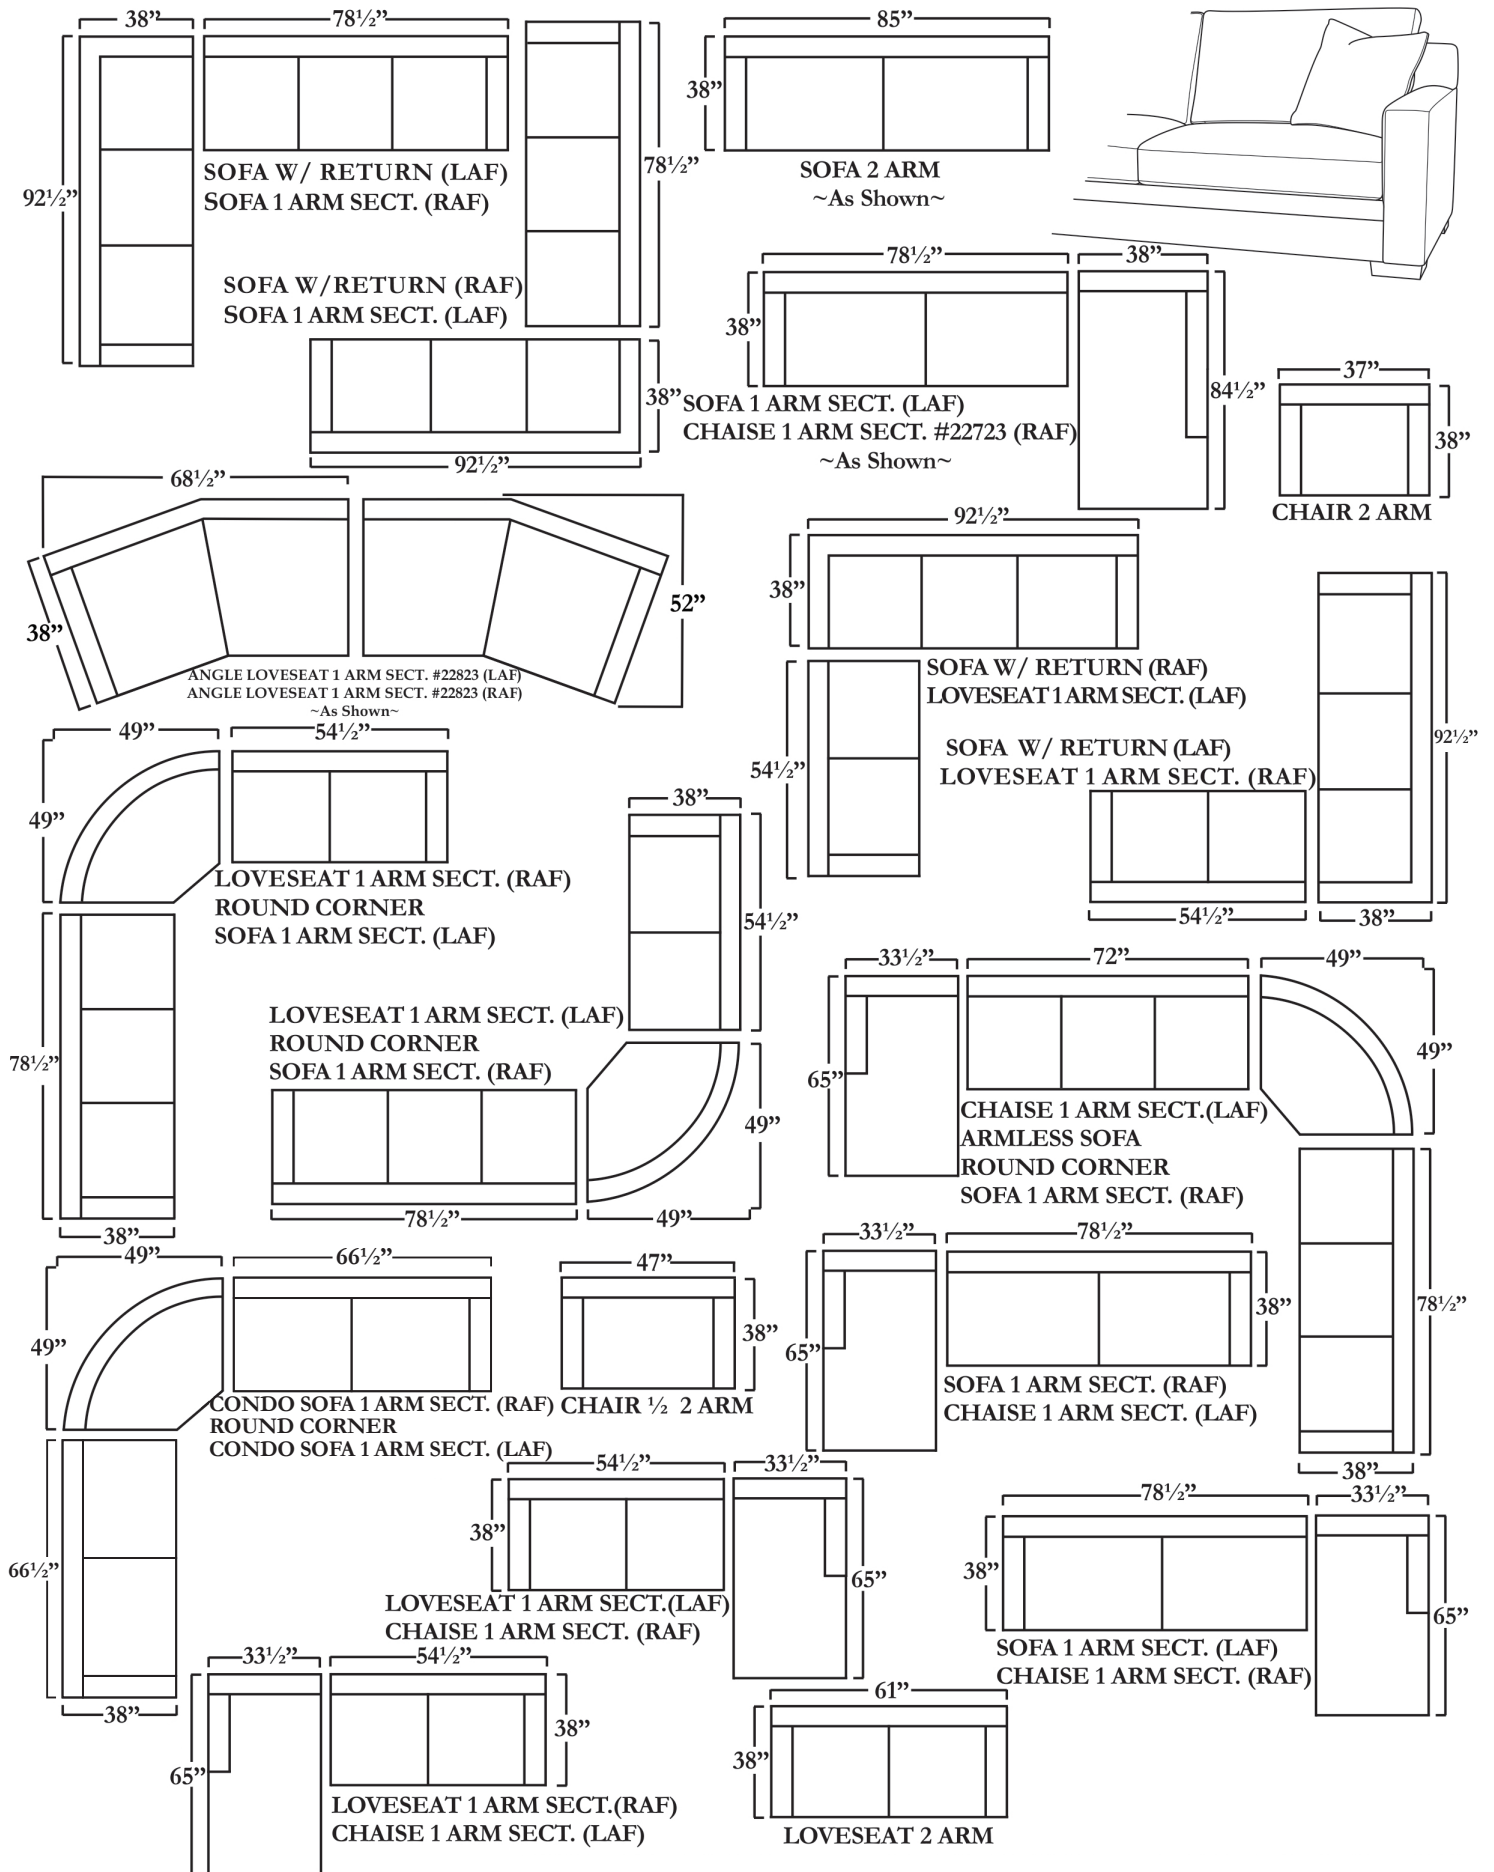 38”
78½”
92½”
SOFA W/ RETURN (LAF)
SOFA 1 ARM SECT. (RAF)
78½”
SOFA W/RETURN (RAF)
SOFA 1 ARM SECT. (LAF)
38”
92½”
85”
38”
SOFA 2 ARM
~As Shown~
78½”
38”
38”
84½”
SOFA 1 ARM SECT. (LAF)
CHAISE 1 ARM SECT. #22723 (RAF)
~As Shown~
37”
38”
CHAIR 2 ARM
68½”
38”
52”
ANGLE LOVESEAT 1 ARM SECT. #22823 (LAF)
ANGLE LOVESEAT 1 ARM SECT. #22823 (RAF)
~As Shown~
92½”
38”
54½”
SOFA W/ RETURN (RAF)
LOVESEAT 1 ARM SECT. (LAF)
SOFA W/ RETURN (LAF)
LOVESEAT 1 ARM SECT. (RAF)
92½”
54½”
38”
49”
54½”
49”
LOVESEAT 1 ARM SECT. (RAF)
ROUND CORNER
SOFA 1 ARM SECT. (LAF)
78½”
38”
38”
54½”
LOVESEAT 1 ARM SECT. (LAF)
ROUND CORNER
SOFA 1 ARM SECT. (RAF)
49”
78½”
49”
33½”
72”
49”
65”
49”
CHAISE 1 ARM SECT.(LAF)
ARMLESS SOFA
ROUND CORNER
SOFA 1 ARM SECT. (RAF)
78½”
38”
49”
66½”
49”
CONDO SOFA 1 ARM SECT. (RAF)
ROUND CORNER
CONDO SOFA 1 ARM SECT. (LAF)
66½”
38”
47”
38”
CHAIR ½ 2 ARM
33½”
78½”
65”
38”
SOFA 1 ARM SECT. (RAF)
CHAISE 1 ARM SECT. (LAF)
54½”
33½”
38”
65”
LOVESEAT 1 ARM SECT.(LAF)
CHAISE 1 ARM SECT. (RAF)
78½”
33½”
38”
65”
SOFA 1 ARM SECT. (LAF)
CHAISE 1 ARM SECT. (RAF)
33½”
54½”
65”
38”
LOVESEAT 1 ARM SECT.(RAF)
CHAISE 1 ARM SECT. (LAF)
61”
38”
LOVESEAT 2 ARM